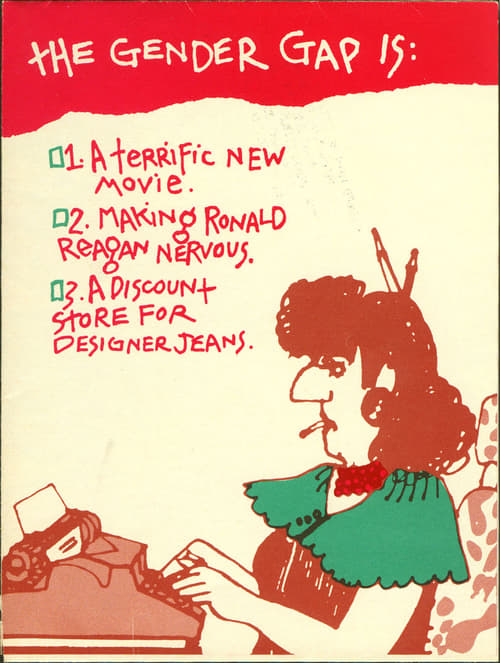 THE GENDER GAP IS:
1. A TERRIFIC NEW
MOVIE.
2. MAKING RONALD
REAGAN NERVOUS.
3. A DISCOUNT
STORE FOR
DESIGNER JEANS.